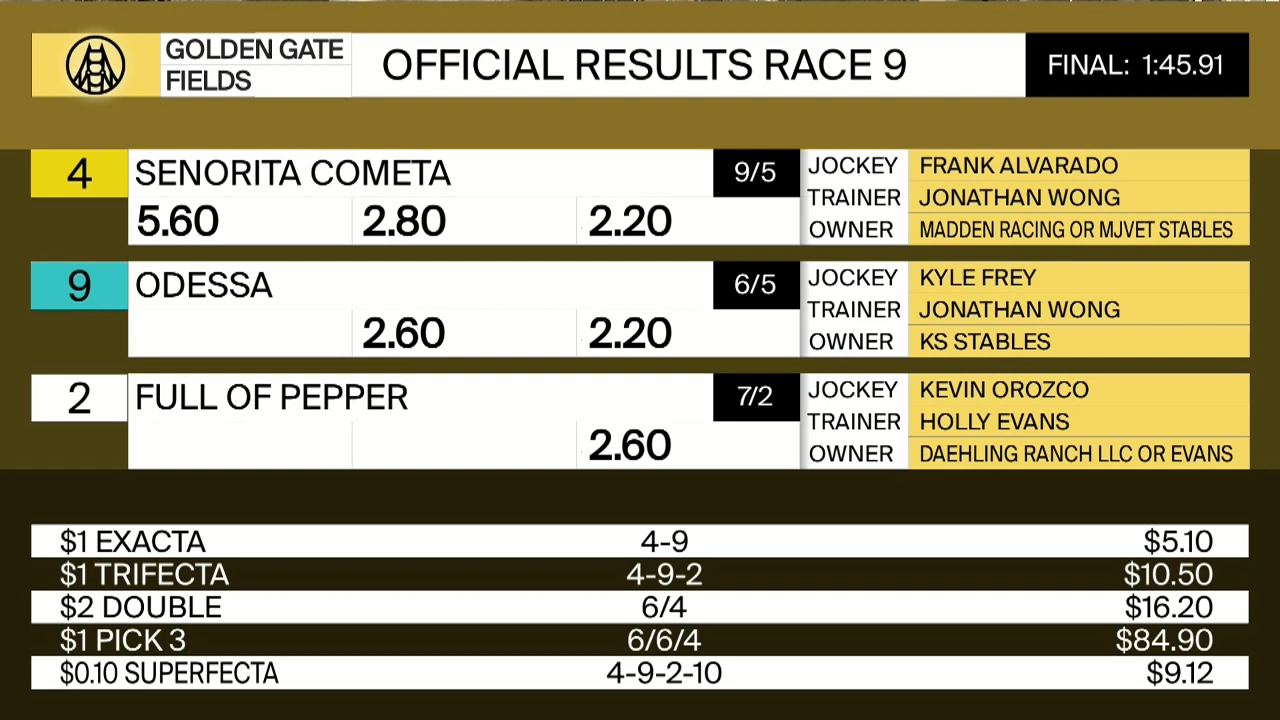 GOLDEN GATE
FIELDS
OFFICIAL RESULTS RACE 9
FINAL: 1:45.91
4 SENORITA COMETA 9/5
5.60 2.80 2.20
JOCKEY FRANK ALVARADO
TRAINER JONATHAN WONG
OWNER MADDEN RACING OR MJVET STABLES
9 ODESSA 6/5
2.60 2.20
JOCKEY KYLE FREY
TRAINER JONATHAN WONG
OWNER KS STABLES
2 FULL OF PEPPER 7/2
2.60
JOCKEY KEVIN OROZCO
TRAINER HOLLY EVANS
OWNER DAEHLING RANCH LLC OR EVANS
$1 EXACTA 4-9 $5.10
$1 TRIFECTA 4-9-2 $10.50
$2 DOUBLE 6/4 $16.20
$1 PICK 3 6/6/4 $84.90
$0.10 SUPERFECTA 4-9-2-10 $9.12